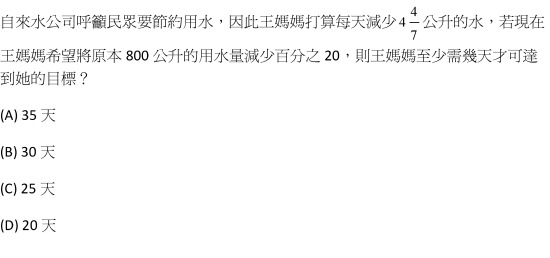 自來水公司呼籲民眾要節約用水，因此王媽媽打算每天減少 4 4/7 公升的水，若現在
王媽媽希望將原本 800 公升的用水量減少百分之 20，則王媽媽至少需幾天才可達
到她的目標？
(A) 35 天
(B) 30 天
(C) 25 天
(D) 20 天